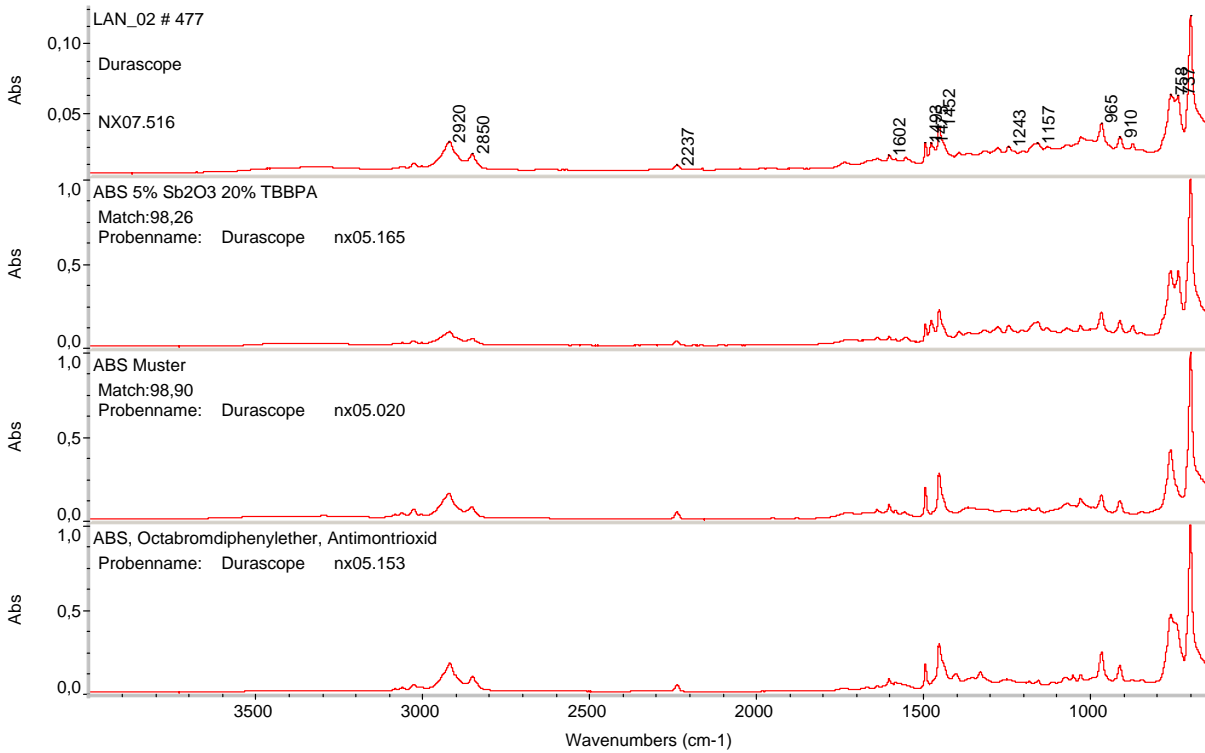 LAN_02 # 477
0,10
Durascope
Abs
0,05
NX07.516
2920
2850
2237
1602
1493
1475
1452
1243
1157
965
910
758
737
1,0
ABS 5% Sb2O3 20% TBBPA
Match:98,26
Probenname: Durascope nx05.165
Abs
0,5
0,0
1,0
ABS Muster
Match:98,90
Probenname: Durascope nx05.020
Abs
0,5
0,0
1,0
ABS, Octabromdiphenylether, Antimontrioxid
Probenname: Durascope nx05.153
Abs
0,5
0,0
3500 3000 2500 2000 1500 1000
Wavenumbers (cm-1)